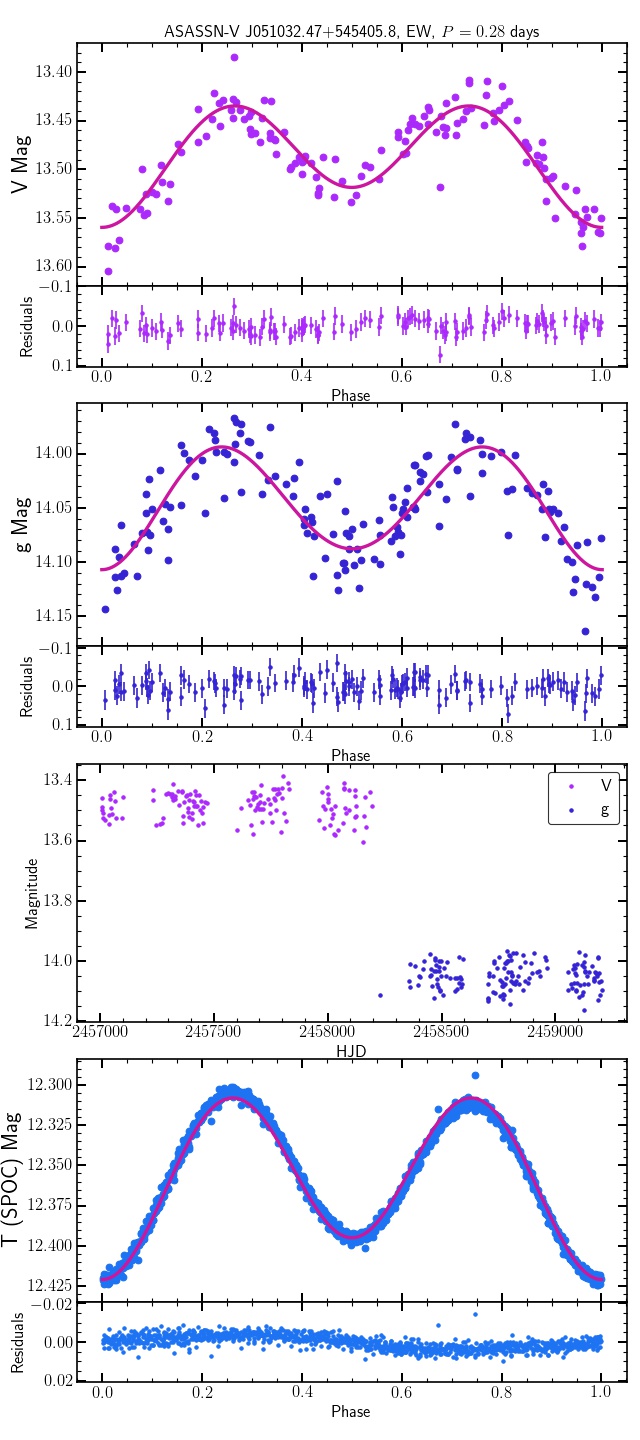 ASASSN-V J051032.47+545405.8, EW, P = 0.28 days
13.40
13.45
13.50
13.55
13.60
V Mag
−0.1
0.0
0.1
Residuals
0.0 0.2 0.4 0.6 0.8 1.0
Phase
14.00
14.05
14.10
14.15
g Mag
−0.1
0.0
0.1
Residuals
0.0 0.2 0.4 0.6 0.8 1.0
Phase
13.4
13.6
13.8
14.0
14.2
Magnitude
V
g
2457000 2457500 2458000 2458500 2459000
HJD
12.300
12.325
12.350
12.375
12.400
12.425
T (SPOC) Mag
−0.02
0.00
0.02
Residuals
0.0 0.2 0.4 0.6 0.8 1.0
Phase